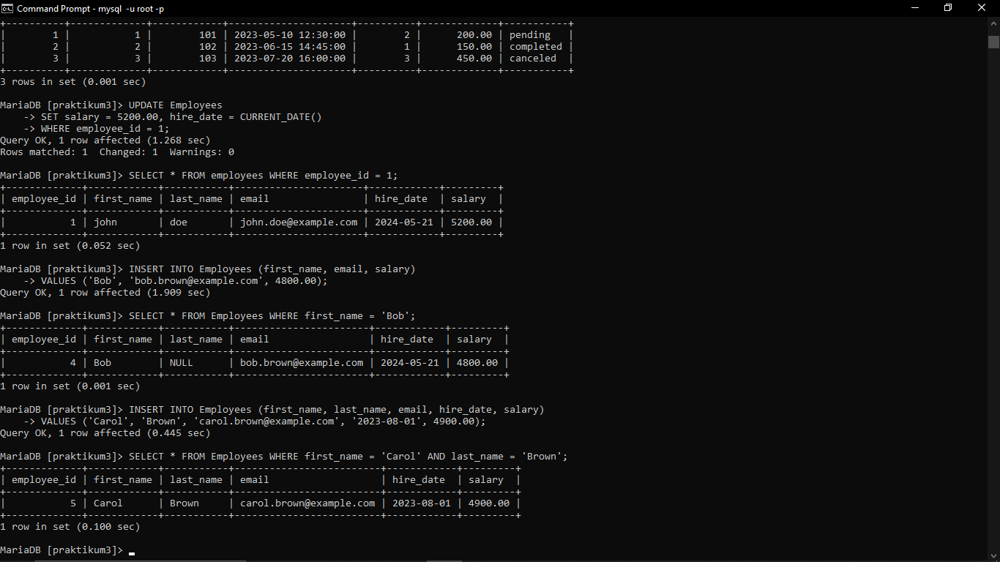 Command Prompt - mysql  -u root -p
+----------+-------------+------------+---------------------+----------+-------------+-----------+
|        1 |           1 |        101 | 2023-05-10 12:30:00 |        2 |      200.00 | pending   |
|        2 |           2 |        102 | 2023-06-15 14:45:00 |        1 |      150.00 | completed |
|        3 |           3 |        103 | 2023-07-20 16:00:00 |        3 |      450.00 | canceled  |
+----------+-------------+------------+---------------------+----------+-------------+-----------+
3 rows in set (0.001 sec)
MariaDB [praktikum3]> UPDATE Employees
    -> SET salary = 5200.00, hire_date = CURRENT_DATE()
    -> WHERE employee_id = 1;
Query OK, 1 row affected (1.268 sec)
Rows matched: 1  Changed: 1  Warnings: 0
MariaDB [praktikum3]> SELECT * FROM employees WHERE employee_id = 1;
+-------------+------------+-----------+----------------------+------------+---------+
| employee_id | first_name | last_name | email                | hire_date  | salary  |
+-------------+------------+-----------+----------------------+------------+---------+
|           1 | john       | doe       | john.doe@example.com | 2024-05-21 | 5200.00 |
+-------------+------------+-----------+----------------------+------------+---------+
1 row in set (0.052 sec)
MariaDB [praktikum3]> INSERT INTO Employees (first_name, email, salary)
    -> VALUES ('Bob', 'bob.brown@example.com', 4800.00);
Query OK, 1 row affected (1.909 sec)
MariaDB [praktikum3]> SELECT * FROM Employees WHERE first_name = 'Bob';
+-------------+------------+-----------+-----------------------+------------+---------+
| employee_id | first_name | last_name | email                 | hire_date  | salary  |
+-------------+------------+-----------+-----------------------+------------+---------+
|           4 | Bob        | NULL      | bob.brown@example.com | 2024-05-21 | 4800.00 |
+-------------+------------+-----------+-----------------------+------------+---------+
1 row in set (0.001 sec)
MariaDB [praktikum3]> INSERT INTO Employees (first_name, last_name, email, hire_date, salary)
    -> VALUES ('Carol', 'Brown', 'carol.brown@example.com', '2023-08-01', 4900.00);
Query OK, 1 row affected (0.445 sec)
MariaDB [praktikum3]> SELECT * FROM Employees WHERE first_name = 'Carol' AND last_name = 'Brown';
+-------------+------------+-----------+-------------------------+------------+---------+
| employee_id | first_name | last_name | email                   | hire_date  | salary  |
+-------------+------------+-----------+-------------------------+------------+---------+
|           5 | Carol      | Brown     | carol.brown@example.com | 2023-08-01 | 4900.00 |
+-------------+------------+-----------+-------------------------+------------+---------+
1 row in set (0.100 sec)
MariaDB [praktikum3]>